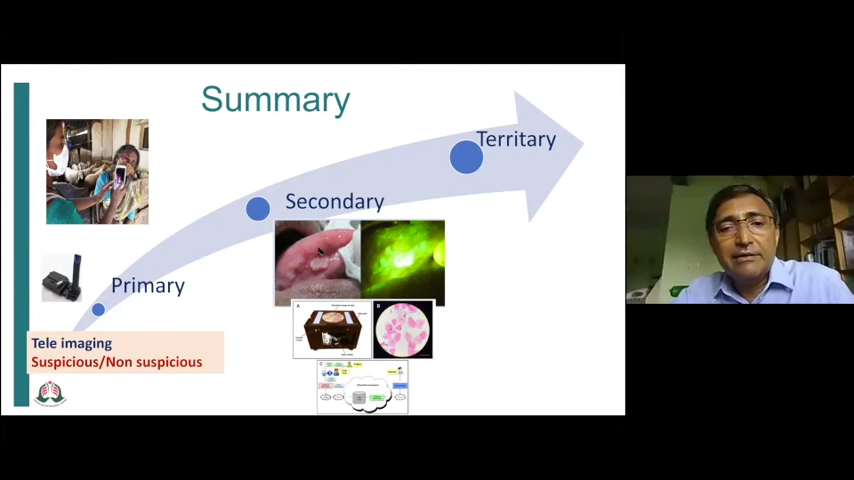 Summary
Territary
Secondary
Primary
Tele imaging
Suspicious/Non suspicious
A
B
C